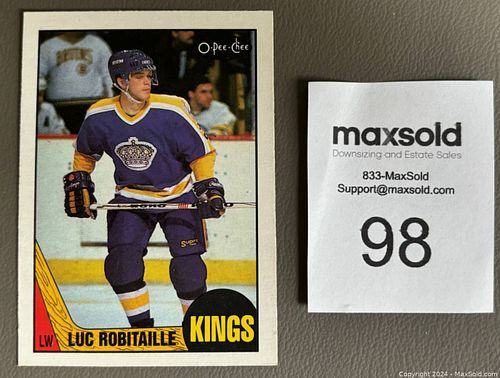 BRUINS
O-Pee-Chee
LW LUC ROBITAILLE KINGS
maxsold
Downsizing and Estate Sales
833-MaxSold
Support@maxsold.com
98
Copyright © 2024 - MaxSold.com